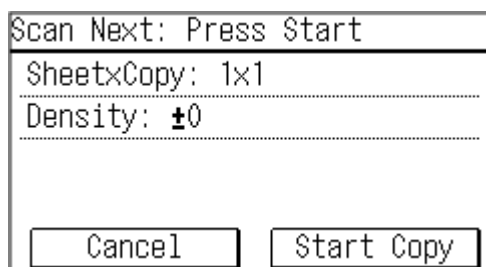 Scan Next: Press Start
SheetxCopy: 1x1
Density: ±0
Cancel Start Copy